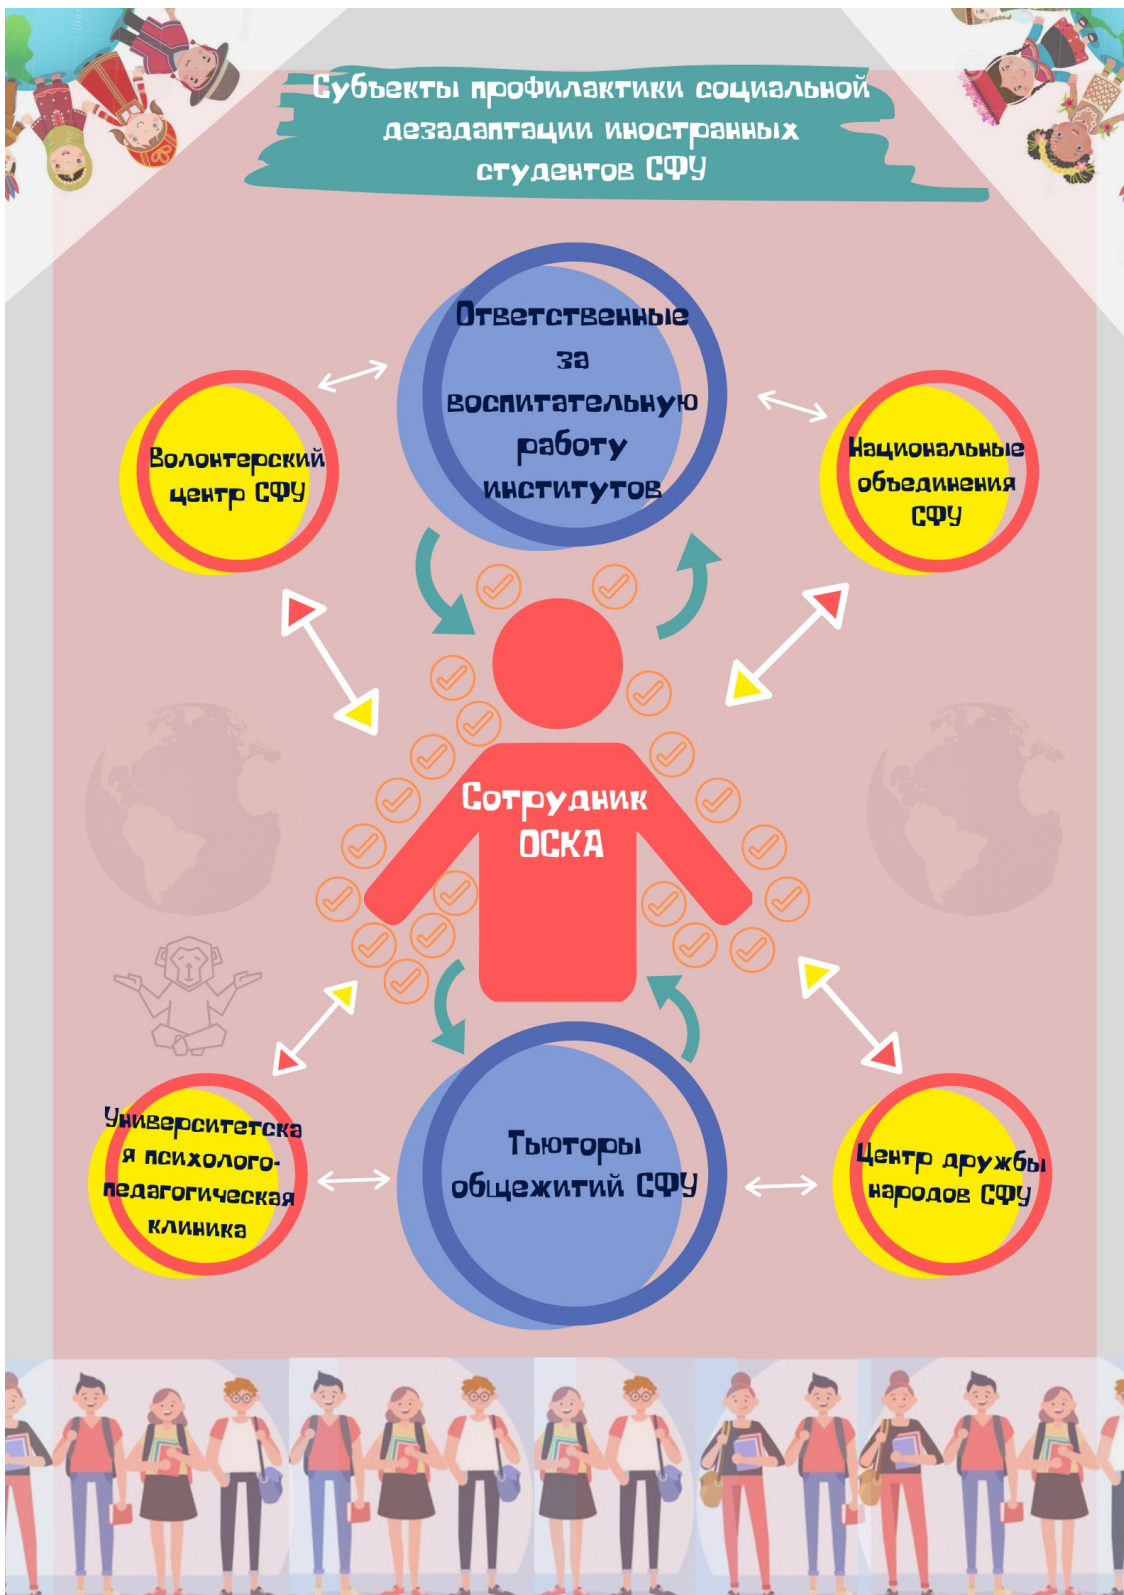 Субъекты профилактики социальной
дезадаптации иностранных
студентов СФУ
Ответственные
за
воспитательную
работу
институтов
Волонтерский
центр СФУ
Национальные
объединения
СФУ
Сотрудник
ОСКА
Университетска
я психолого-
педагогическая
клиника
Тьюторы
общежитий СФУ
Центр дружбы
народов СФУ